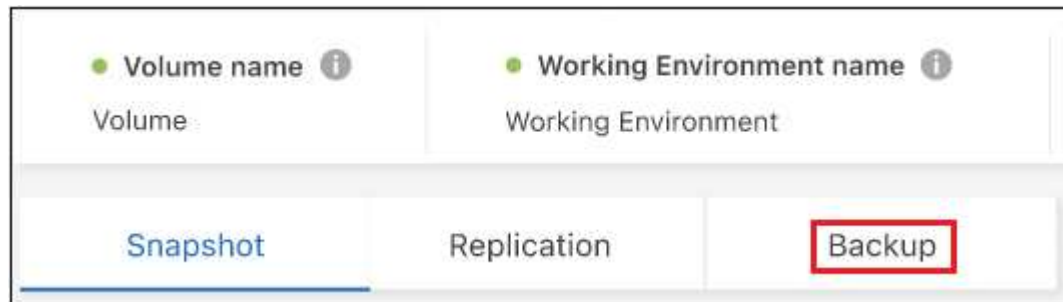 Volume name
Working Environment name
Volume
Working Environment
Snapshot
Replication
Backup